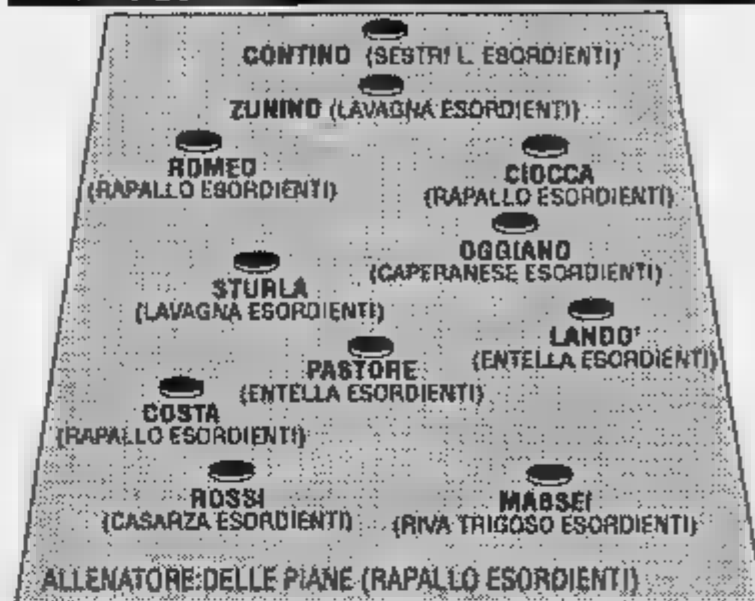 CONTINO (SESTRI L. ESORDIENTI)
ZUNINO (LAVAGNA ESORDIENTI)
ROMEO
(RAPALLO ESORDIENTI)
CIOCCA
(RAPALLO ESORDIENTI)
OGGIANO
(CAPERANESE ESORDIENTI)
STURLA
(LAVAGNA ESORDIENTI)
LANDO'
(ENTELLA ESORDIENTI)
PASTORE
(ENTELLA ESORDIENTI)
COSTA
(RAPALLO ESORDIENTI)
ROSSI
(CASARZA ESORDIENTI)
MASSEI
(RIVA TRIGOSO ESORDIENTI)
ALLENATORE: DELLE PIANE (RAPALLO ESORDIENTI)